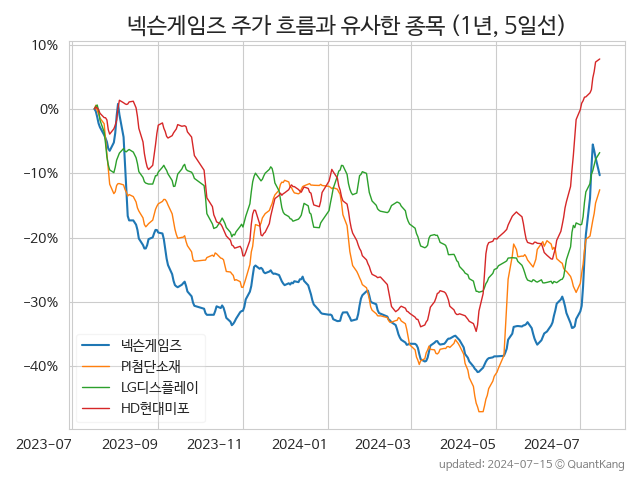 넥슨게임즈 주가 흐름과 유사한 종목 (1년, 5일선)
10%
0%
−10%
−20%
−30%
−40%
넥슨게임즈
PI첨단소재
LG디스플레이
HD현대미포
2023-07 2023-09 2023-11 2024-01 2024-03 2024-05 2024-07
updated: 2024-07-15 © QuantKang